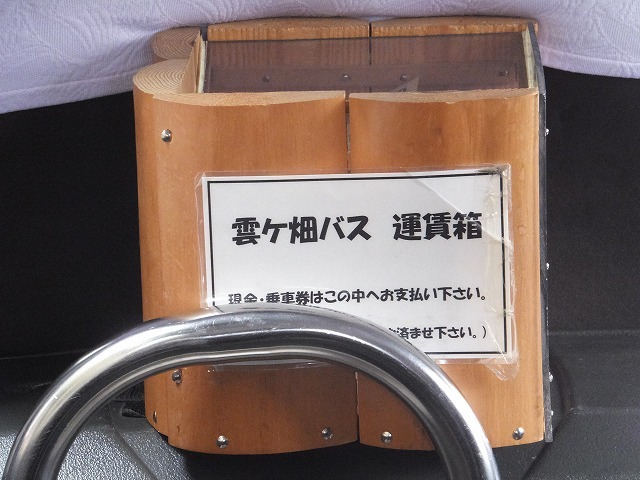 雲ケ畑バス 運賃箱
現金・乗車券はこの中へお支払い下さい。
済ませ下さい。)